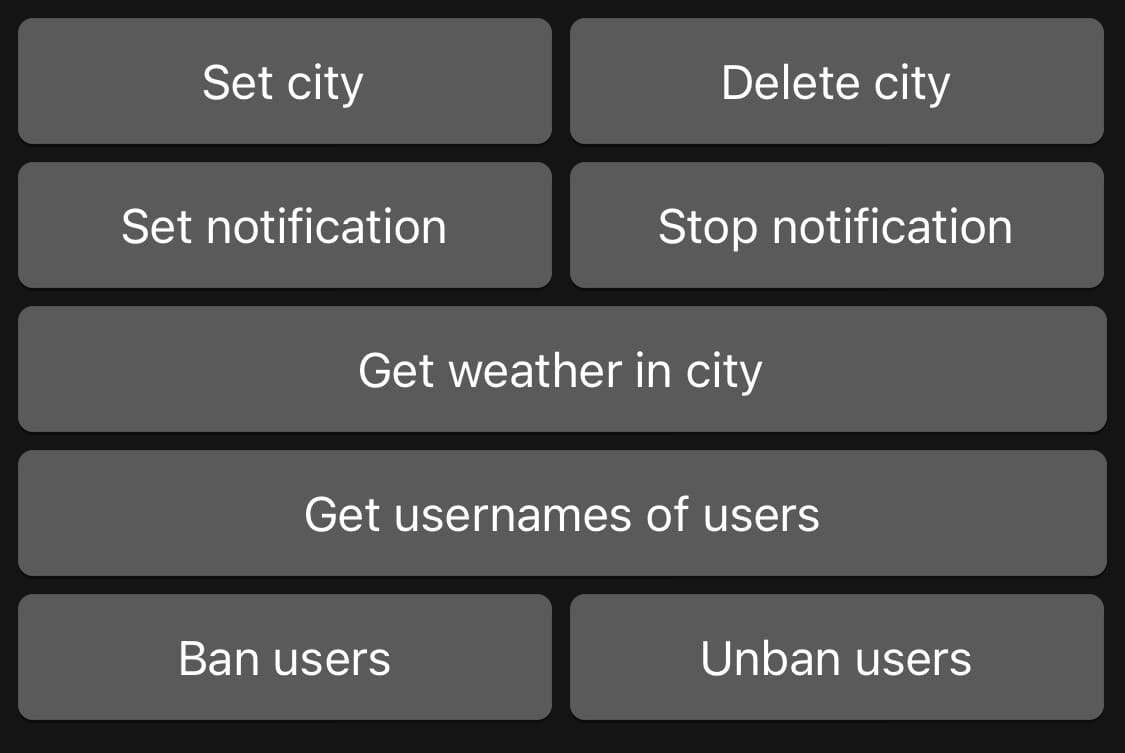 Set city
Delete city
Set notification
Stop notification
Get weather in city
Get usernames of users
Ban users
Unban users